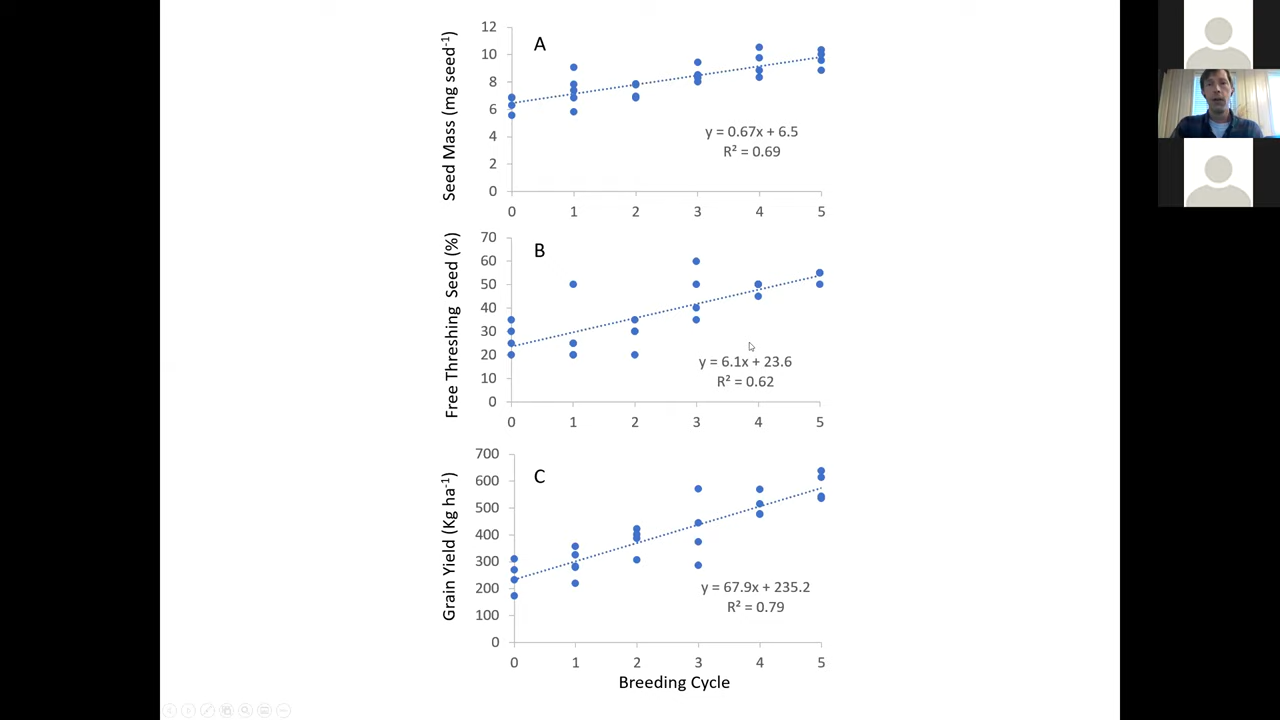 A
Seed Mass (mg seed⁻¹)
12
10
8
6
4
2
0
y = 0.67x + 6.5
R² = 0.69
0 1 2 3 4 5
B
Free Threshing Seed (%)
70
60
50
40
30
20
10
0
y = 6.1x + 23.6
R² = 0.62
0 1 2 3 4 5
C
Grain Yield (Kg ha⁻¹)
700
600
500
400
300
200
100
0
y = 67.9x + 235.2
R² = 0.79
0 1 2 3 4 5
Breeding Cycle